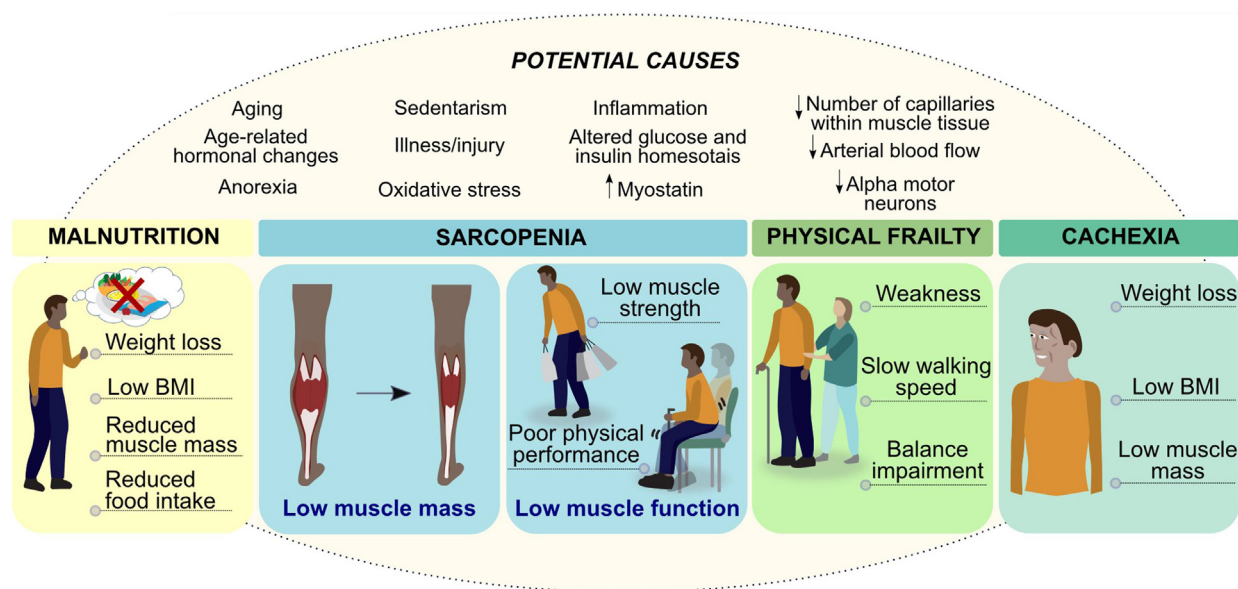 POTENTIAL CAUSES
Aging
Age-related
hormonal changes
Anorexia
Sedentarism
Illness/injury
Oxidative stress
Inflammation
Altered glucose and
insulin homesotais
↑ Myostatin
↓ Number of capillaries
within muscle tissue
↓ Arterial blood flow
↓ Alpha motor
neurons
MALNUTRITION
Weight loss
Low BMI
Reduced
muscle mass
Reduced
food intake
SARCOPENIA
Low muscle mass
Low muscle
strength
Poor physical
performance
Low muscle function
PHYSICAL FRAILTY
Weakness
Slow walking
speed
Balance
impairment
CACHEXIA
Weight loss
Low BMI
Low muscle
mass